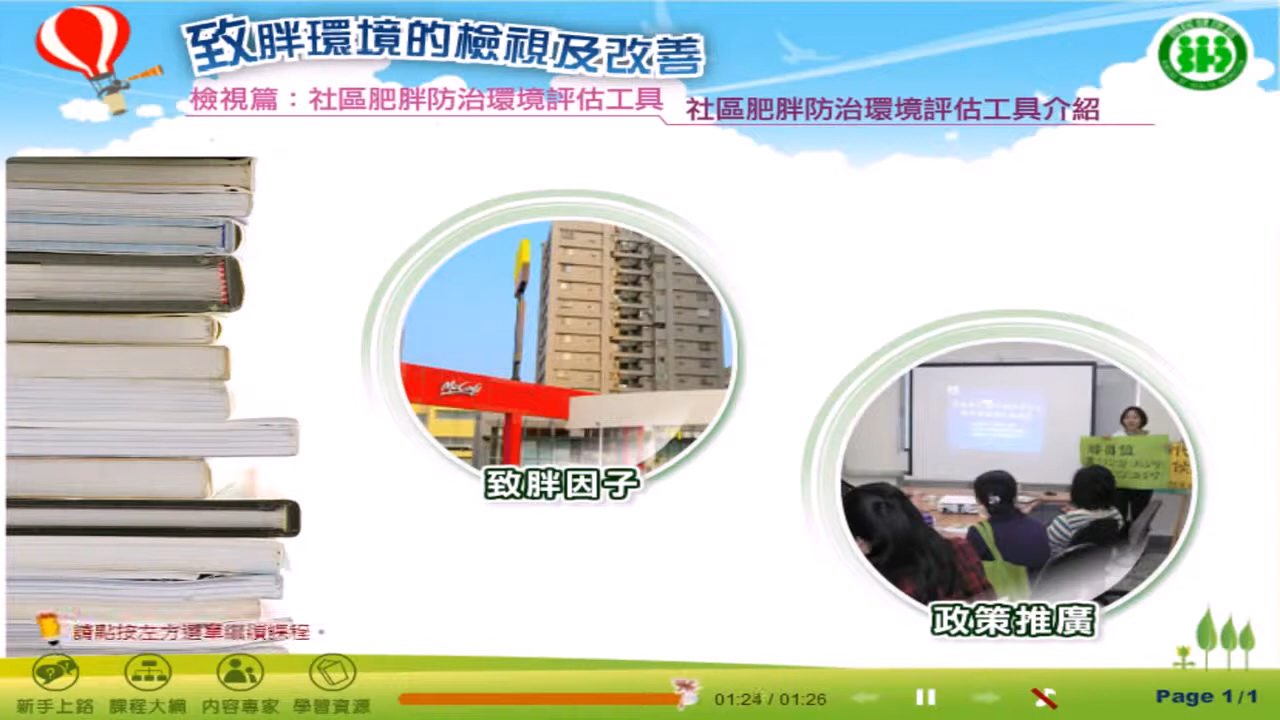 致胖環境的檢視及改善
檢視篇：社區肥胖防治環境評估工具
社區肥胖防治環境評估工具介紹
McCafé
致胖因子
政策推廣
請點按左方選單繼續課程
新手上路 課程大綱 內容專家 學習資源
01:24 / 01:26
Page 1/1